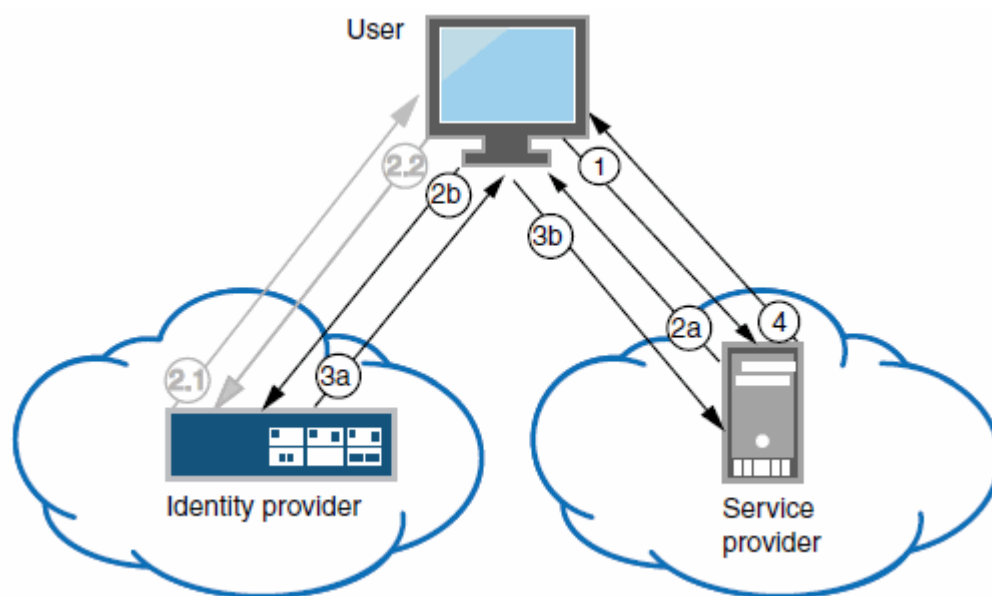 User
2.2
1
2b
3b
2a
4
2.1
3a
Identity provider
Service
provider